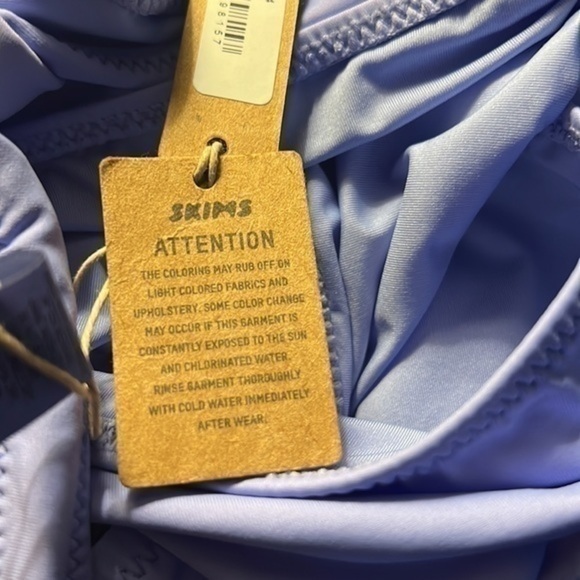 98157
SKIMS
ATTENTION
THE COLORING MAY RUB OFF ON
LIGHT COLORED FABRICS AND
UPHOLSTERY. SOME COLOR CHANGE
MAY OCCUR IF THIS GARMENT IS
CONSTANTLY EXPOSED TO THE SUN
AND CHLORINATED WATER.
RINSE GARMENT THOROUGHLY
WITH COLD WATER IMMEDIATELY
AFTER WEAR.